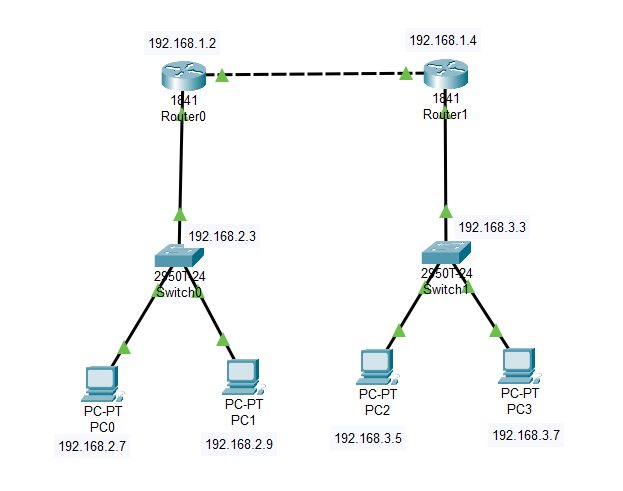 192.168.1.2
192.168.1.4
1841
Router0
1841
Router1
192.168.2.3
192.168.3.3
2950T-24
Switch0
2950T-24
Switch1
PC-PT
PC0
PC-PT
PC1
PC-PT
PC2
PC-PT
PC3
192.168.2.7
192.168.2.9
192.168.3.5
192.168.3.7